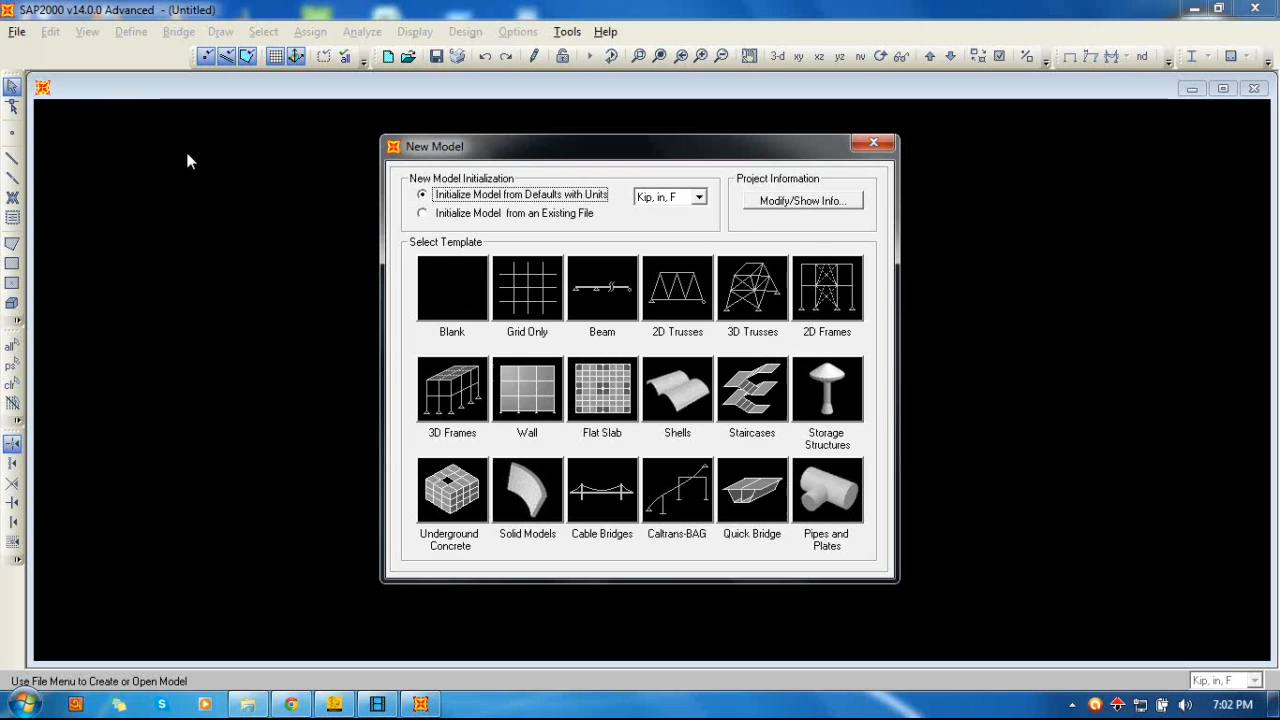 SAP2000 v14.0.0 Advanced - (Untitled)
File Edit View Define Bridge Draw Select Assign Analyze Display Design Options Tools Help
3-d xy xz yz nv nd
New Model
New Model Initialization
Initialize Model from Defaults with Units
Kip, in, F
Initialize Model from an Existing File
Project Information
Modify/Show Info...
Select Template
Blank Grid Only Beam 2D Trusses 3D Trusses 2D Frames
3D Frames Wall Flat Slab Shells Staircases Storage
Structures
Underground Solid Models Cable Bridges Caltrans-BAG Quick Bridge Pipes and
Concrete Plates
all
ps
clr
Use File Menu to Create or Open Model
Kip, in, F
7:02 PM